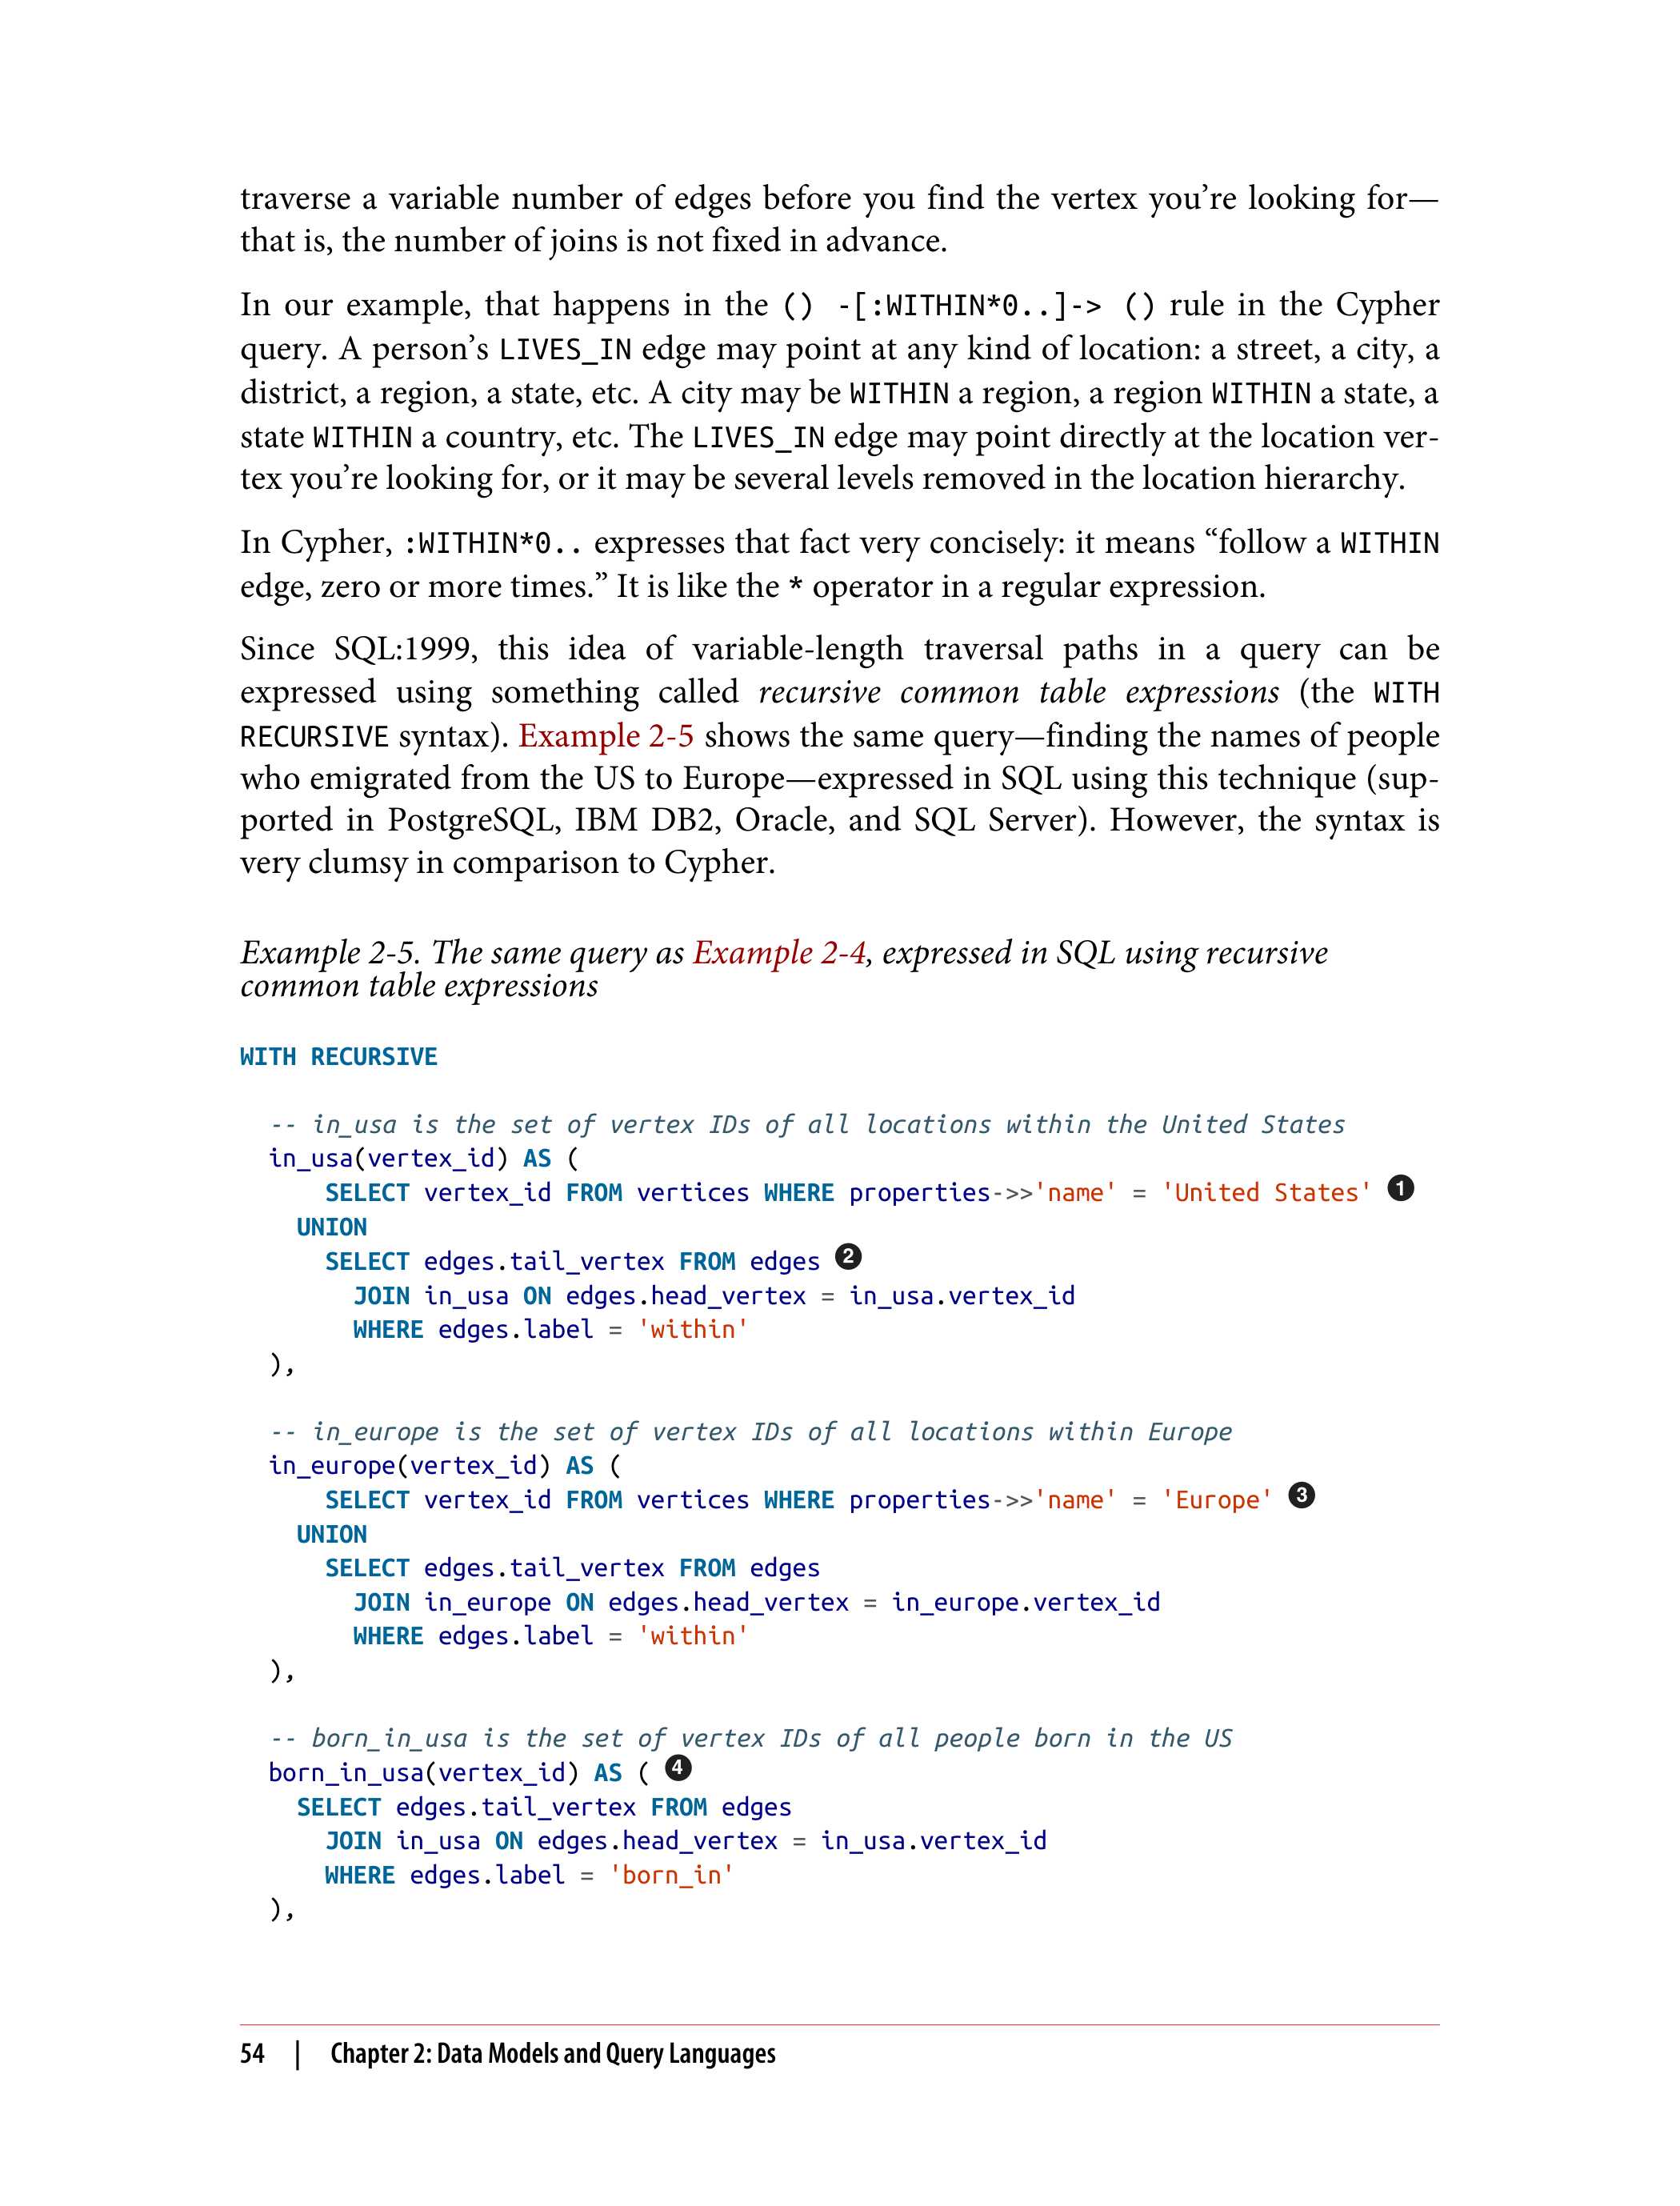 traverse a variable number of edges before you find the vertex you’re looking for—
that is, the number of joins is not fixed in advance.
In our example, that happens in the () -[:WITHIN*0..]-> () rule in the Cypher
query. A person’s LIVES_IN edge may point at any kind of location: a street, a city, a
district, a region, a state, etc. A city may be WITHIN a region, a region WITHIN a state, a
state WITHIN a country, etc. The LIVES_IN edge may point directly at the location ver-
tex you’re looking for, or it may be several levels removed in the location hierarchy.
In Cypher, :WITHIN*0.. expresses that fact very concisely: it means “follow a WITHIN
edge, zero or more times.” It is like the * operator in a regular expression.
Since SQL:1999, this idea of variable-length traversal paths in a query can be
expressed using something called recursive common table expressions (the WITH
RECURSIVE syntax). Example 2-5 shows the same query—finding the names of people
who emigrated from the US to Europe—expressed in SQL using this technique (sup-
ported in PostgreSQL, IBM DB2, Oracle, and SQL Server). However, the syntax is
very clumsy in comparison to Cypher.
Example 2-5. The same query as Example 2-4, expressed in SQL using recursive
common table expressions
WITH RECURSIVE
-- in_usa is the set of vertex IDs of all locations within the United States
in_usa(vertex_id) AS (
SELECT vertex_id FROM vertices WHERE properties->>'name' = 'United States' ❶
UNION
SELECT edges.tail_vertex FROM edges ❷
JOIN in_usa ON edges.head_vertex = in_usa.vertex_id
WHERE edges.label = 'within'
),
-- in_europe is the set of vertex IDs of all locations within Europe
in_europe(vertex_id) AS (
SELECT vertex_id FROM vertices WHERE properties->>'name' = 'Europe' ❸
UNION
SELECT edges.tail_vertex FROM edges
JOIN in_europe ON edges.head_vertex = in_europe.vertex_id
WHERE edges.label = 'within'
),
-- born_in_usa is the set of vertex IDs of all people born in the US
born_in_usa(vertex_id) AS ( ❹
SELECT edges.tail_vertex FROM edges
JOIN in_usa ON edges.head_vertex = in_usa.vertex_id
WHERE edges.label = 'born_in'
),
54 | Chapter 2: Data Models and Query Languages